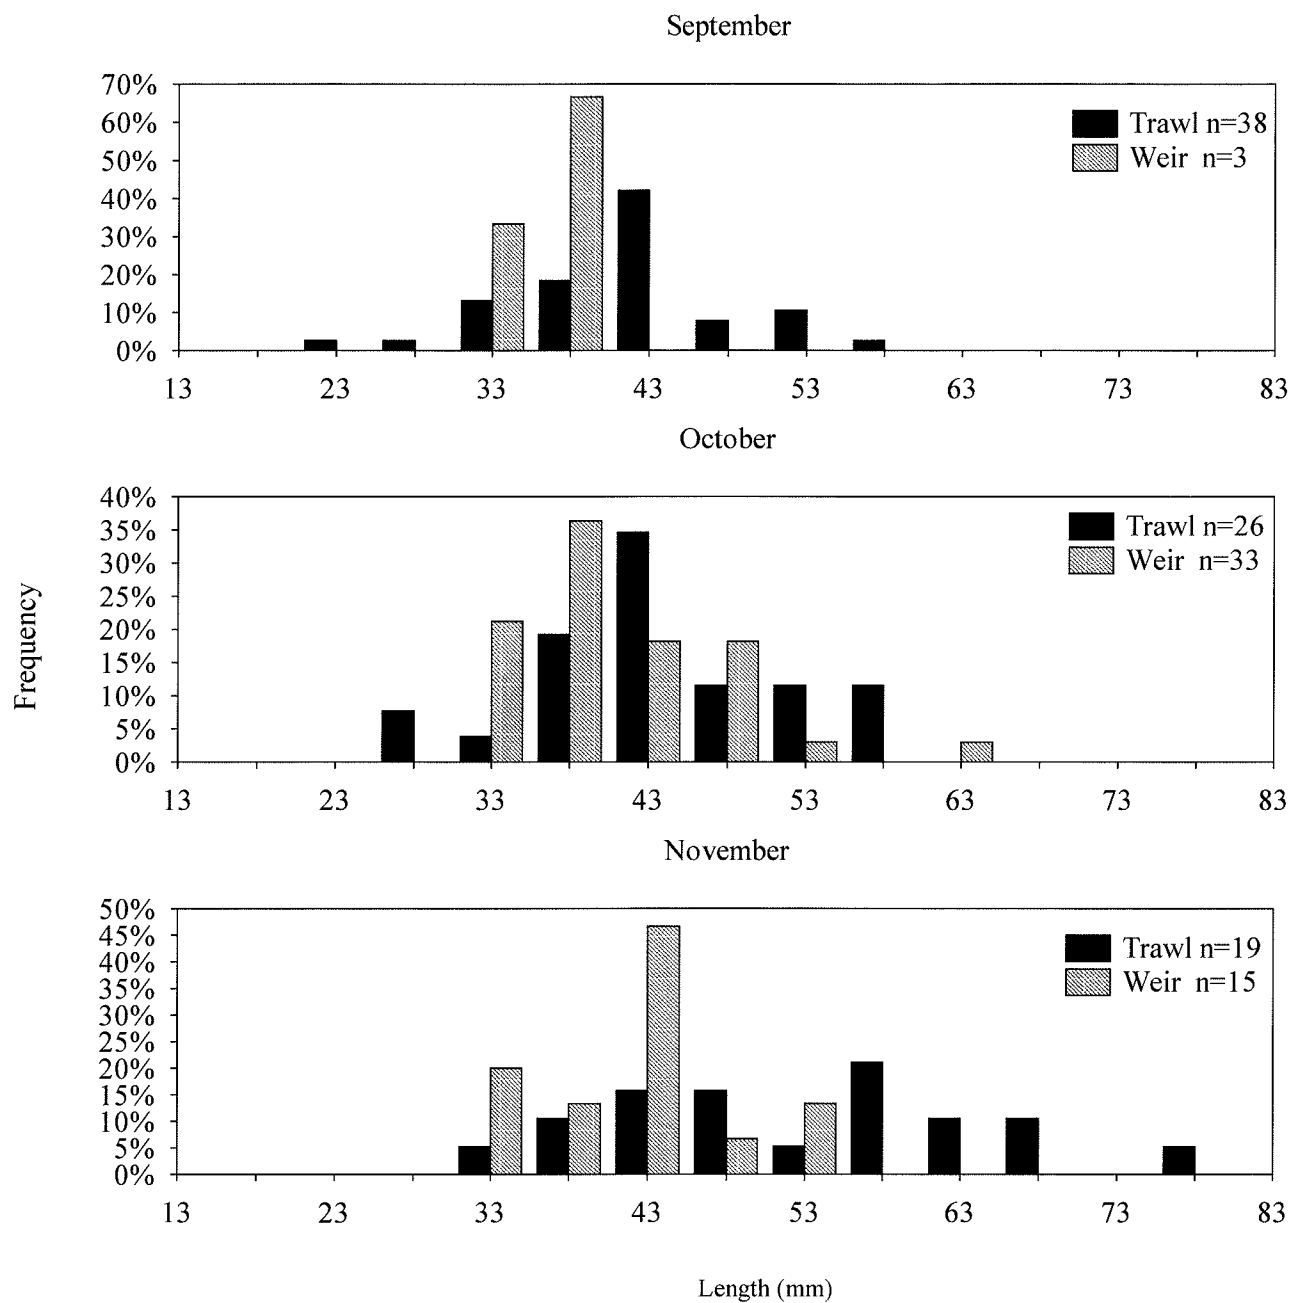 September
70%
60%
50%
40%
30%
20%
10%
0%
Trawl n=38
Weir n=3
13 23 33 43 53 63 73 83
October
40%
35%
30%
25%
20%
15%
10%
5%
0%
Trawl n=26
Weir n=33
13 23 33 43 53 63 73 83
Frequency
November
50%
45%
40%
35%
30%
25%
20%
15%
10%
5%
0%
Trawl n=19
Weir n=15
13 23 33 43 53 63 73 83
Length (mm)